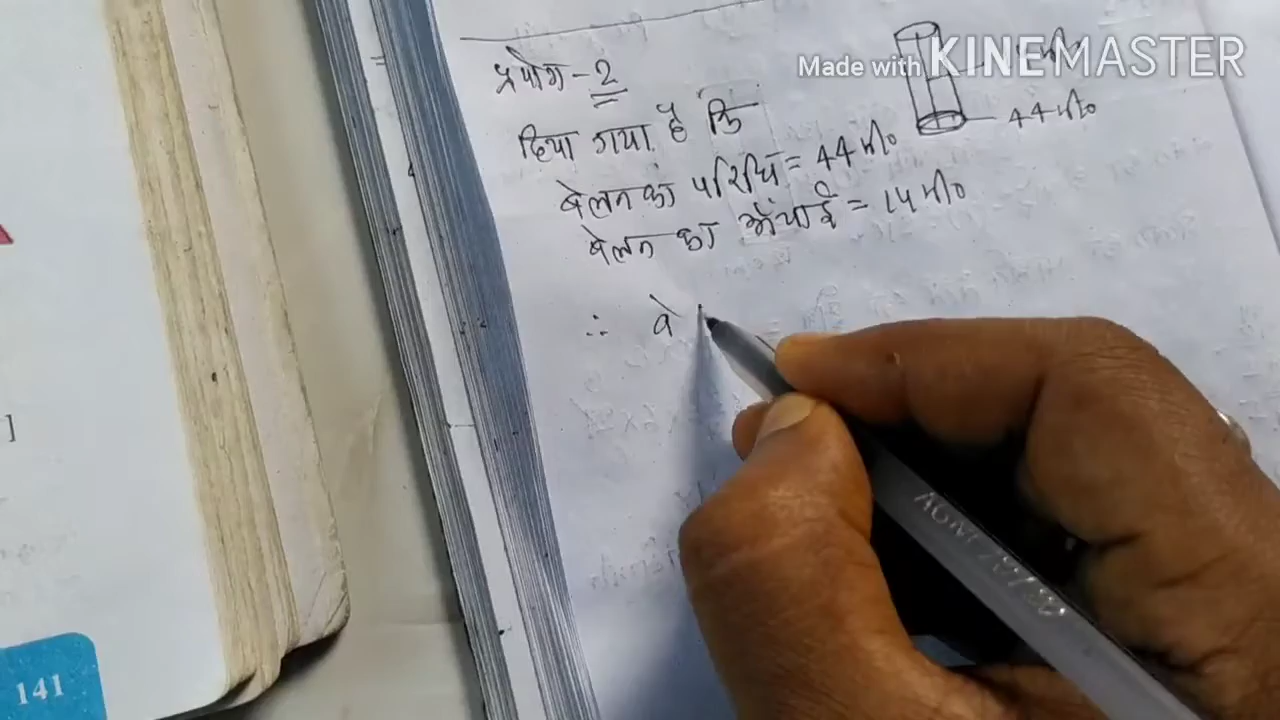 Made with KINEMASTER
प्रयोग - 2
दिया गया है कि
44 मी०
बेलन का परिधि = 44 मी०
बेलन का ऊंचाई = 14 मी०
∴ बे
]
141